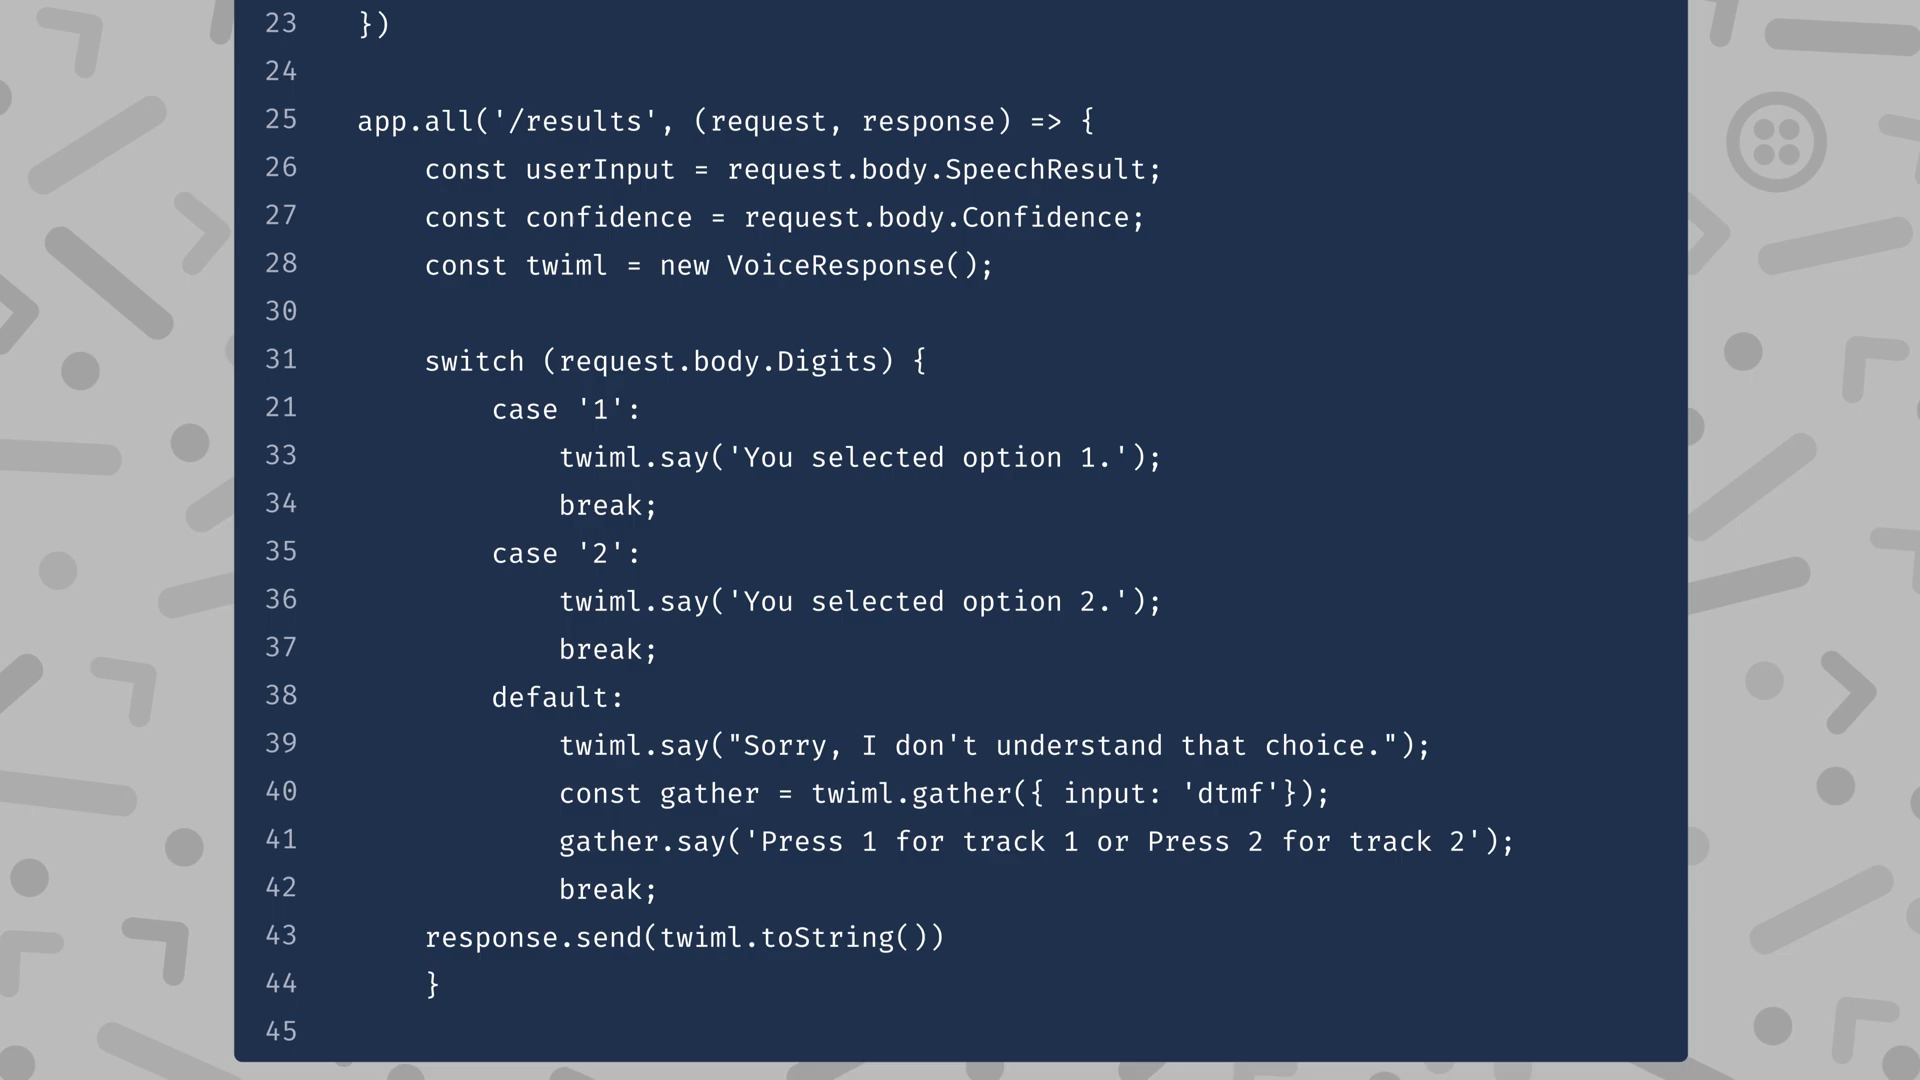 23 })
24
25 app.all('/results', (request, response) => {
26 const userInput = request.body.SpeechResult;
27 const confidence = request.body.Confidence;
28 const twiml = new VoiceResponse();
30
31 switch (request.body.Digits) {
21 case '1':
33 twiml.say('You selected option 1.');
34 break;
35 case '2':
36 twiml.say('You selected option 2.');
37 break;
38 default:
39 twiml.say("Sorry, I don't understand that choice.");
40 const gather = twiml.gather({ input: 'dtmf'});
41 gather.say('Press 1 for track 1 or Press 2 for track 2');
42 break;
43 response.send(twiml.toString())
44 }
45